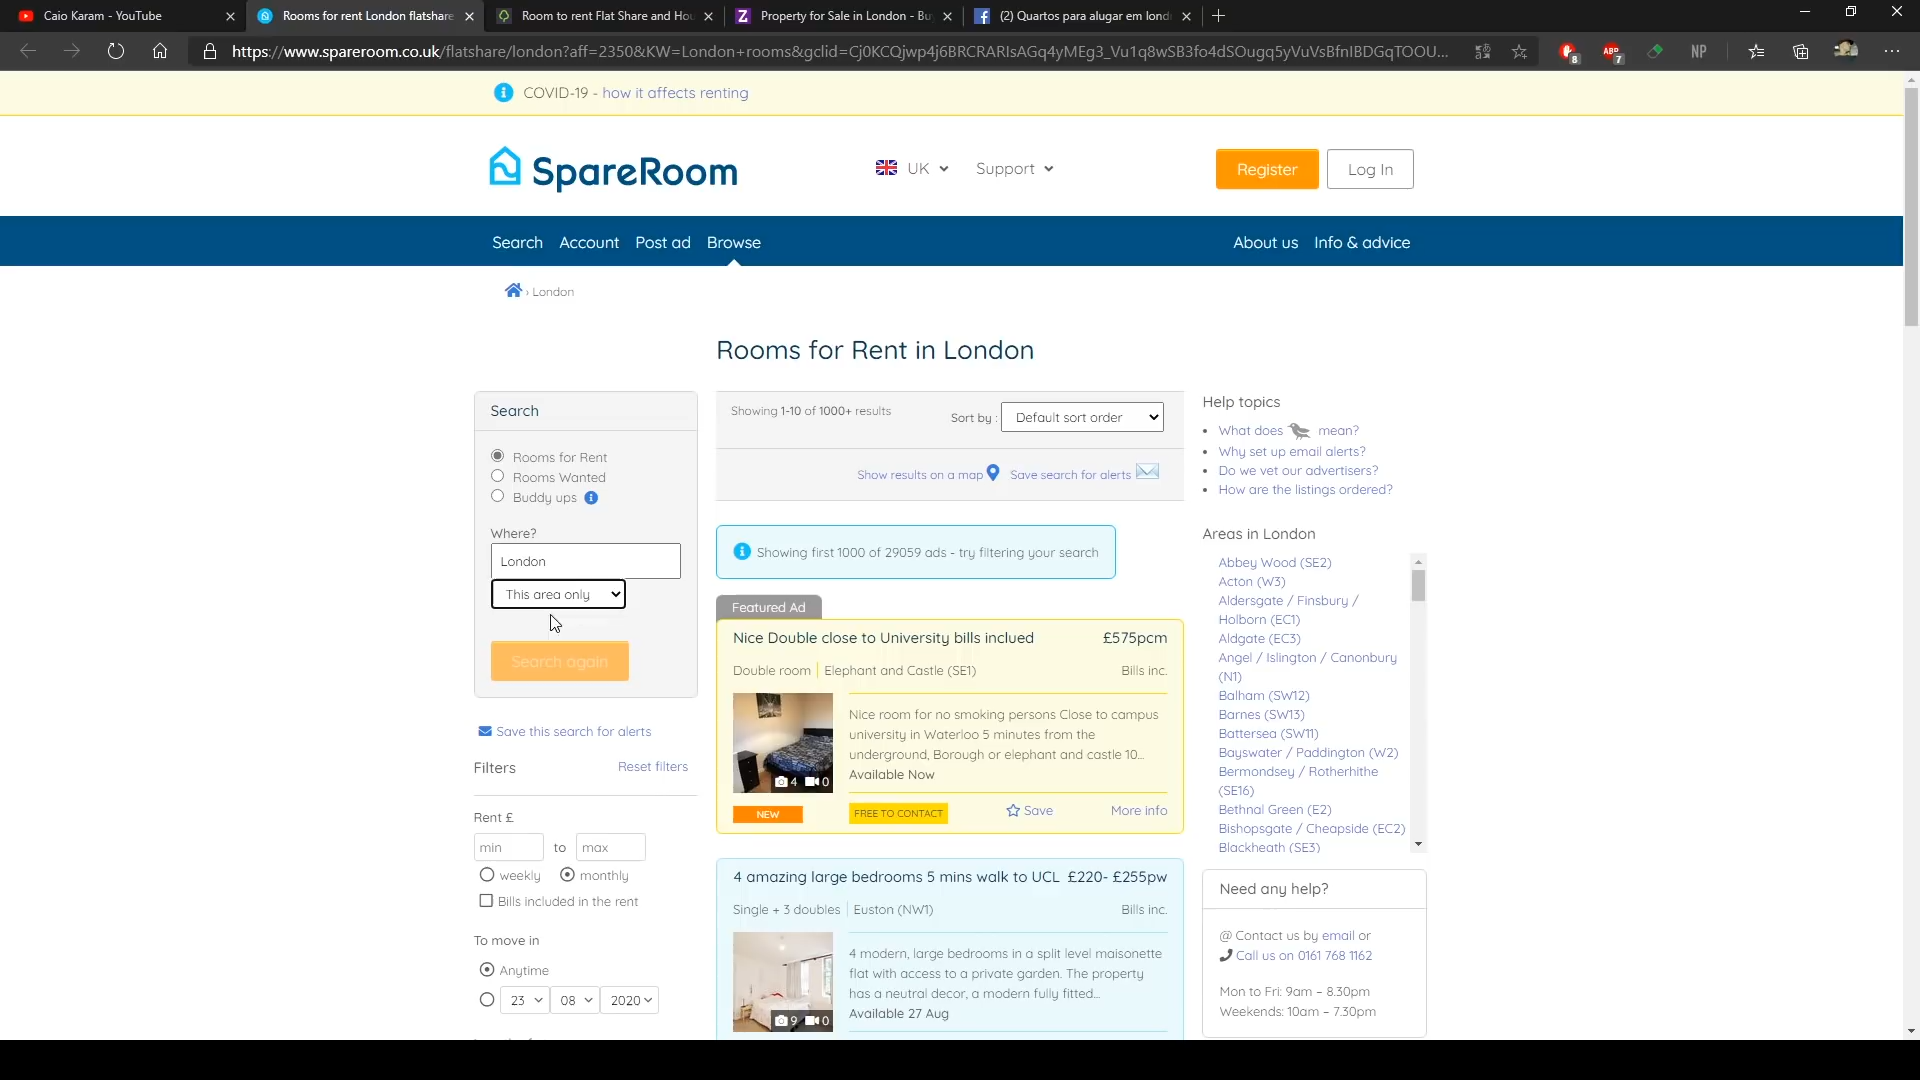 Caio Karam - YouTube
Rooms for rent London flatshare
Room to rent Flat Share and Hou
Property for Sale in London - Bu
(2) Quartos para alugar em lond
https://www.spareroom.co.uk/flatshare/london?aff=2350&KW=London+rooms&gclid=Cj0KCQjwp4j6BRCRARIsAGq4yMEg3_Vu1q8wSB3fo4dSOugq5yVuVsBfnIBDGqTOOU...
8
ABP
7
NP
COVID-19 - how it affects renting
SpareRoom
UK
Support
Register
Log In
Search
Account
Post ad
Browse
About us
Info & advice
› London
Rooms for Rent in London
Search
Rooms for Rent
Rooms Wanted
Buddy ups
Where?
London
This area only
Search again
Save this search for alerts
Filters
Reset filters
Rent £
min
to
max
weekly
monthly
Bills included in the rent
To move in
Anytime
23
08
2020
Showing 1-10 of 1000+ results
Sort by :
Default sort order
Show results on a map
Save search for alerts
Showing first 1000 of 29059 ads - try filtering your search
Featured Ad
Nice Double close to University bills inclued
£575pcm
Double room
Elephant and Castle (SE1)
Bills inc.
Nice room for no smoking persons Close to campus
university in Waterloo 5 minutes from the
underground, Borough or elephant and castle 10...
Available Now
4
0
NEW
FREE TO CONTACT
Save
More info
4 amazing large bedrooms 5 mins walk to UCL
£220- £255pw
Single + 3 doubles
Euston (NW1)
Bills inc.
4 modern, large bedrooms in a split level maisonette
flat with access to a private garden. The property
has a neutral decor, a modern fully fitted...
Available 27 Aug
9
0
Help topics
What does mean?
Why set up email alerts?
Do we vet our advertisers?
How are the listings ordered?
Areas in London
Abbey Wood (SE2)
Acton (W3)
Aldersgate / Finsbury /
Holborn (EC1)
Aldgate (EC3)
Angel / Islington / Canonbury
(N1)
Balham (SW12)
Barnes (SW13)
Battersea (SW11)
Bayswater / Paddington (W2)
Bermondsey / Rotherhithe
(SE16)
Bethnal Green (E2)
Bishopsgate / Cheapside (EC2)
Blackheath (SE3)
Need any help?
@ Contact us by email or
Call us on 0161 768 1162
Mon to Fri: 9am – 8.30pm
Weekends: 10am – 7.30pm